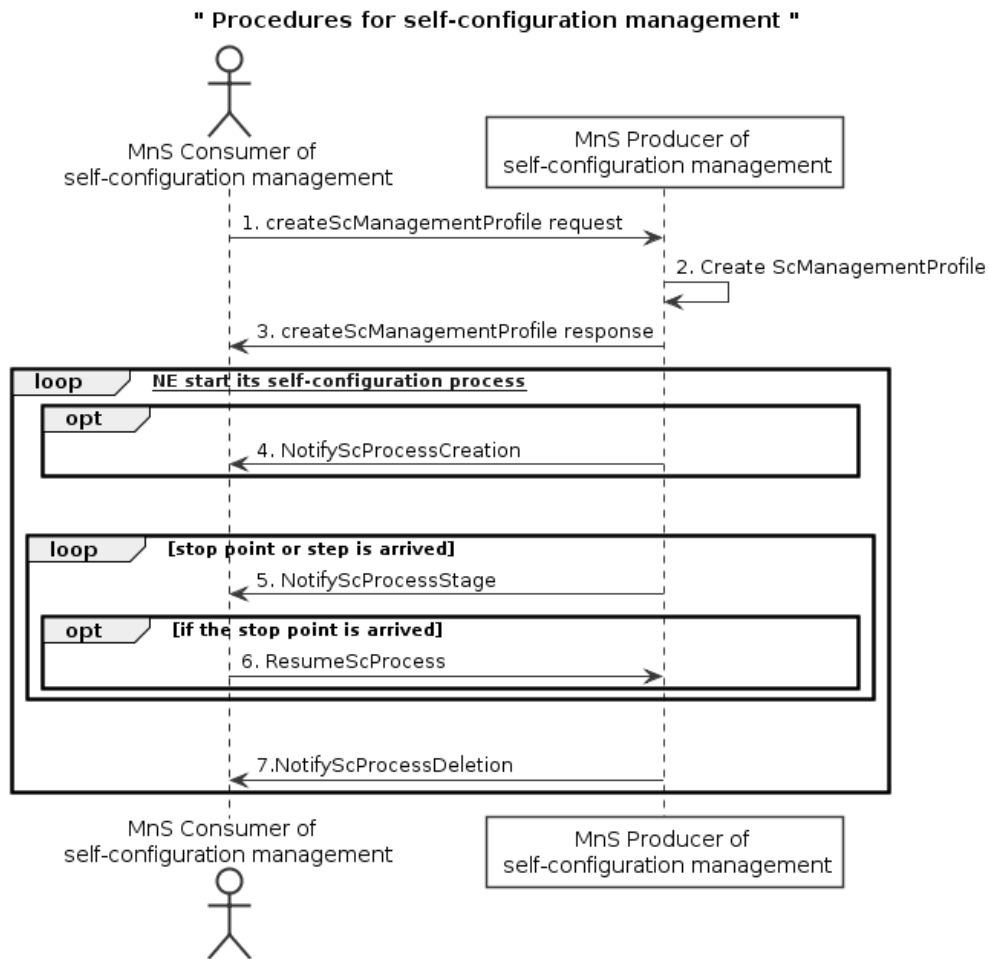 " Procedures for self-configuration management "
MnS Consumer of
self-configuration management
MnS Producer of
self-configuration management
1. createScManagementProfile request
2. Create ScManagementProfile
3. createScManagementProfile response
loop NE start its self-configuration process
opt
4. NotifyScProcessCreation
loop [stop point or step is arrived]
5. NotifyScProcessStage
opt [if the stop point is arrived]
6. ResumeScProcess
7.NotifyScProcessDeletion
MnS Consumer of
self-configuration management
MnS Producer of
self-configuration management